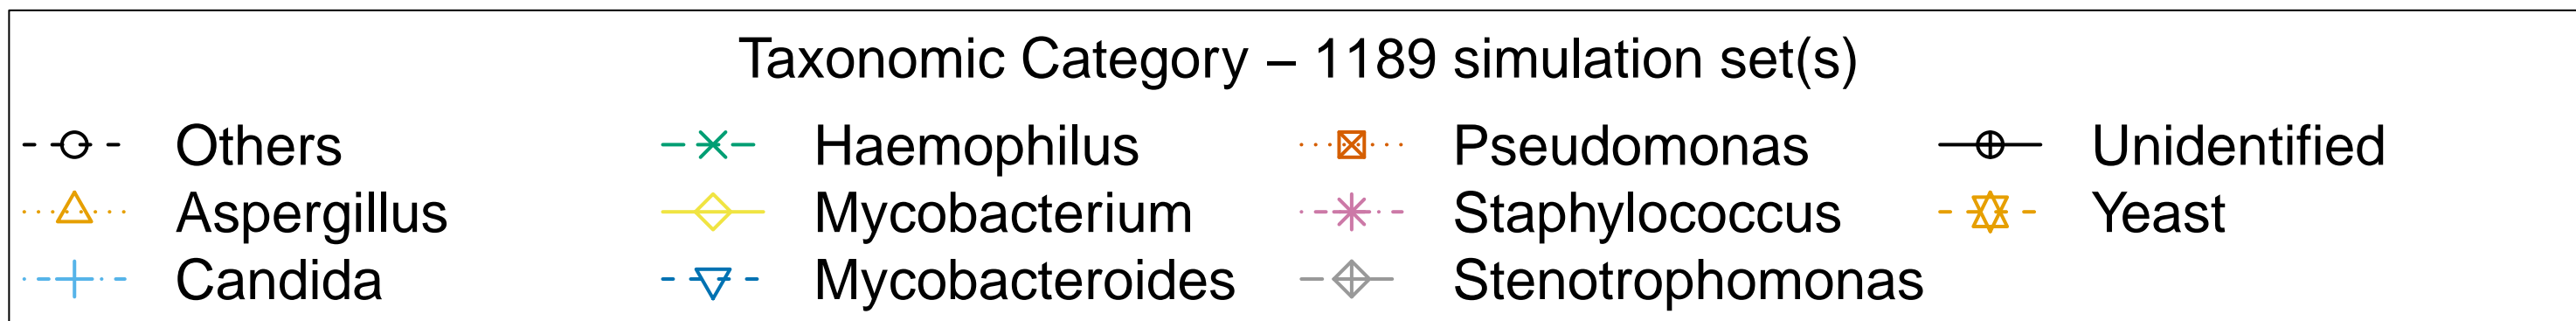 Taxonomic Category – 1189 simulation set(s)
Others
Haemophilus
Pseudomonas
Unidentified
Aspergillus
Mycobacterium
Staphylococcus
Yeast
Candida
Mycobacteroides
Stenotrophomonas